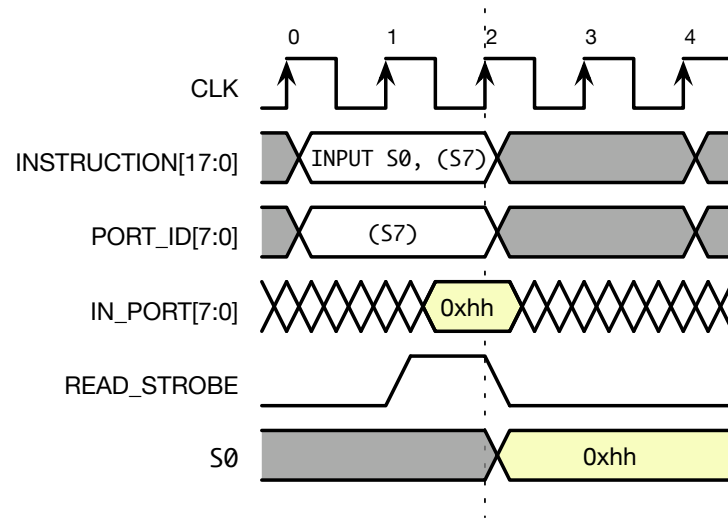 0 1 2 3 4
CLK
INSTRUCTION[17:0] INPUT S0, (S7)
PORT_ID[7:0] (S7)
IN_PORT[7:0] 0xhh
READ_STROBE
S0 0xhh